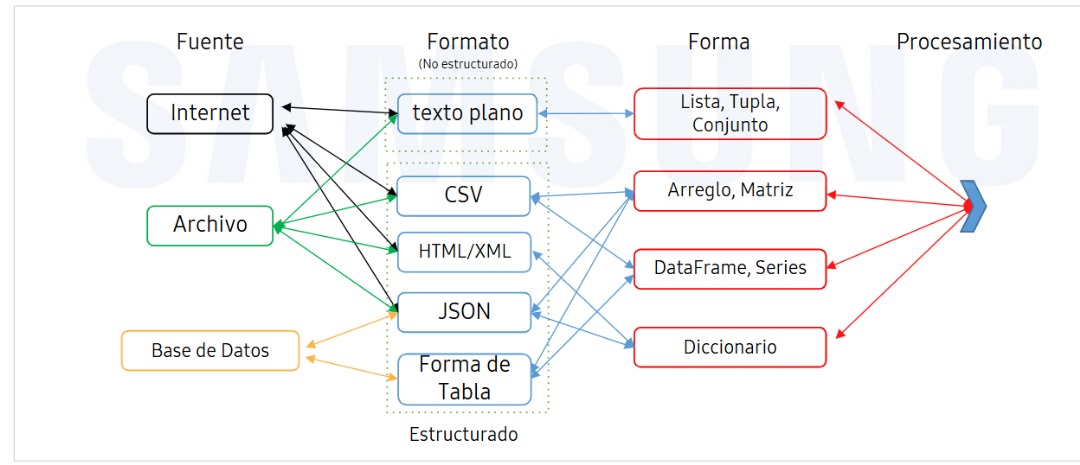 SAMSUNG
Fuente
Formato
(No estructurado)
Forma
Procesamiento
Internet
texto plano
Lista, Tupla,
Conjunto
CSV
Arreglo, Matriz
Archivo
HTML/XML
DataFrame, Series
JSON
Base de Datos
Diccionario
Forma de
Tabla
Estructurado